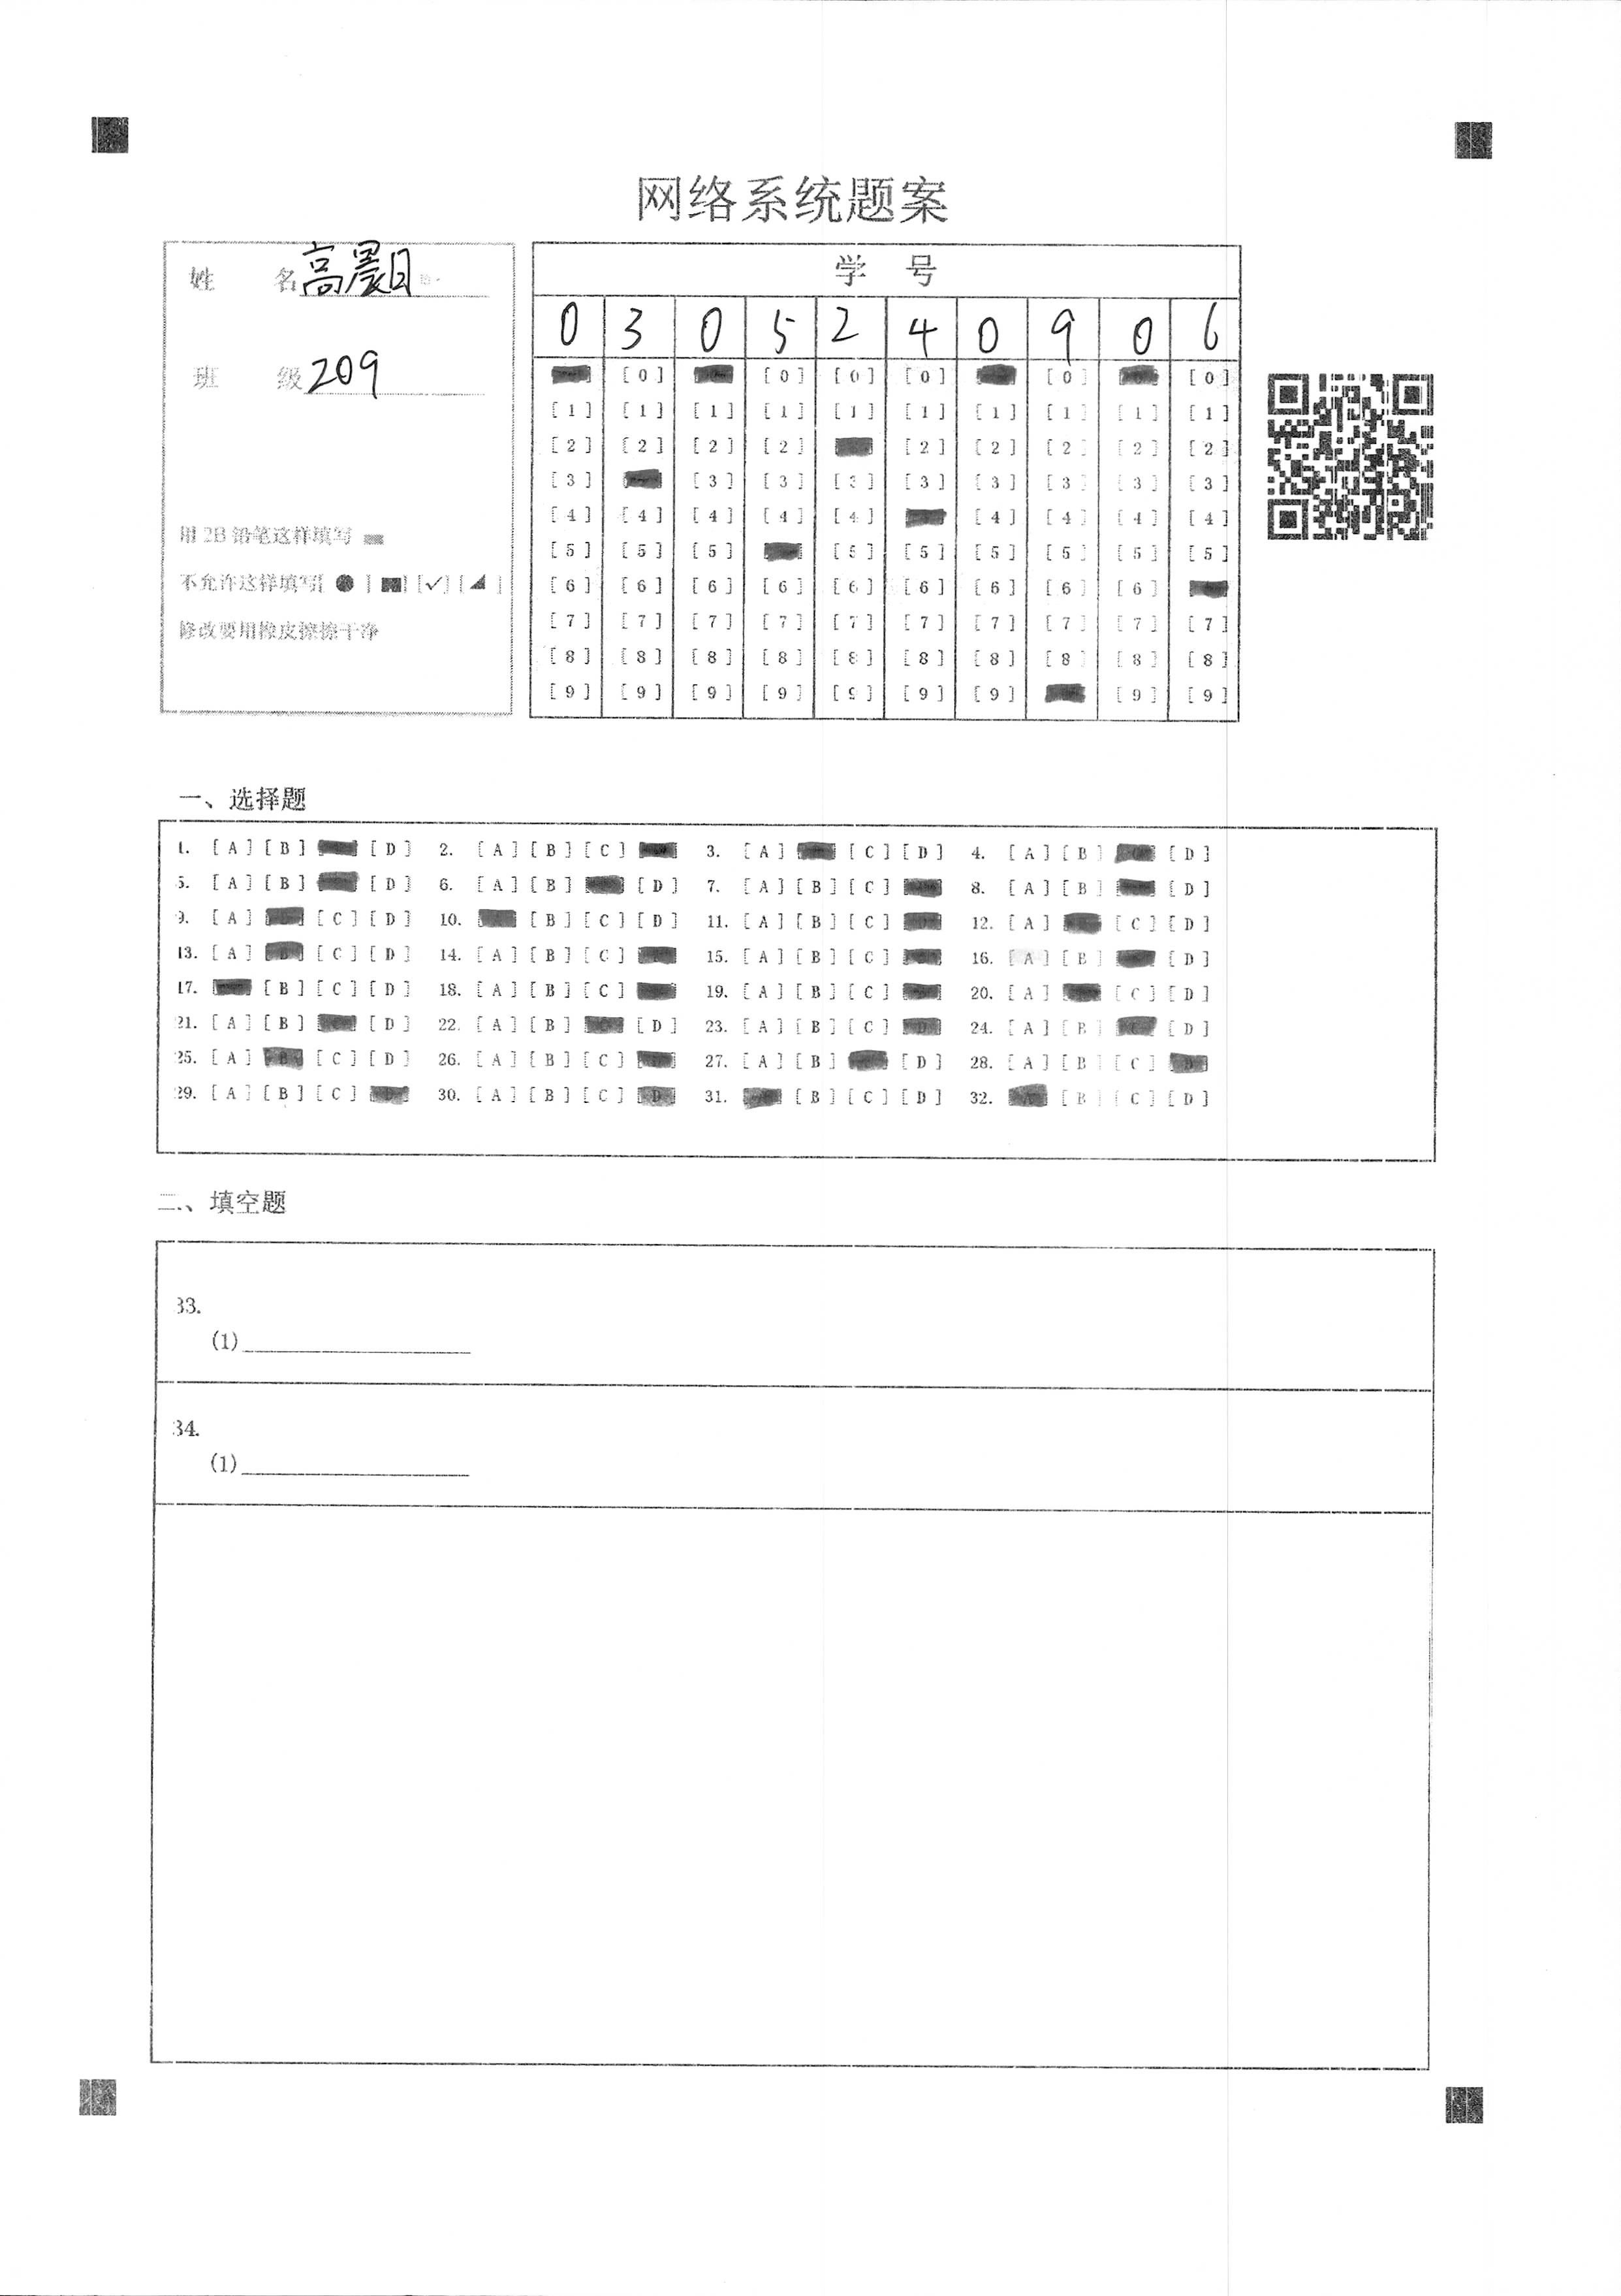 网络系统题案
姓 名 高晨日
班 级 209
用 2B 铅笔这样填写
不允许这样填写[ ● ] [✓] [ ]
修改要用橡皮擦擦干净
学 号
0 3 0 5 2 4 0 9 0 6
[0] [0] [0] [0] [0] [0]
[1] [1] [1] [1] [1] [1] [1] [1] [1] [1]
[2] [2] [2] [2] [2] [2] [2] [2] [2]
[3] [3] [3] [3] [3] [3] [3] [3] [3]
[4] [4] [4] [4] [4] [4] [4] [4] [4]
[5] [5] [5] [5] [5] [5] [5] [5] [5]
[6] [6] [6] [6] [6] [6] [6] [6] [6]
[7] [7] [7] [7] [7] [7] [7] [7] [7] [7]
[8] [8] [8] [8] [8] [8] [8] [8] [8] [8]
[9] [9] [9] [9] [9] [9] [9] [9] [9]
一、选择题
1. [A] [B] [D] 2. [A] [B] [C] 3. [A] [C] [D] 4. [A] [B] [D]
5. [A] [B] [D] 6. [A] [B] [D] 7. [A] [B] [C] 8. [A] [B] [D]
9. [A] [C] [D] 10. [B] [C] [D] 11. [A] [B] [C] 12. [A] [C] [D]
13. [A] [C] [D] 14. [A] [B] [C] 15. [A] [B] [C] 16. [A] [B] [D]
17. [B] [C] [D] 18. [A] [B] [C] 19. [A] [B] [C] 20. [A] [C] [D]
21. [A] [B] [D] 22. [A] [B] [D] 23. [A] [B] [C] 24. [A] [B] [D]
25. [A] [C] [D] 26. [A] [B] [C] 27. [A] [B] [D] 28. [A] [B] [C]
29. [A] [B] [C] 30. [A] [B] [C] 31. [B] [C] [D] 32. [B] [C] [D]
二、填空题
33.
(1)
34.
(1)